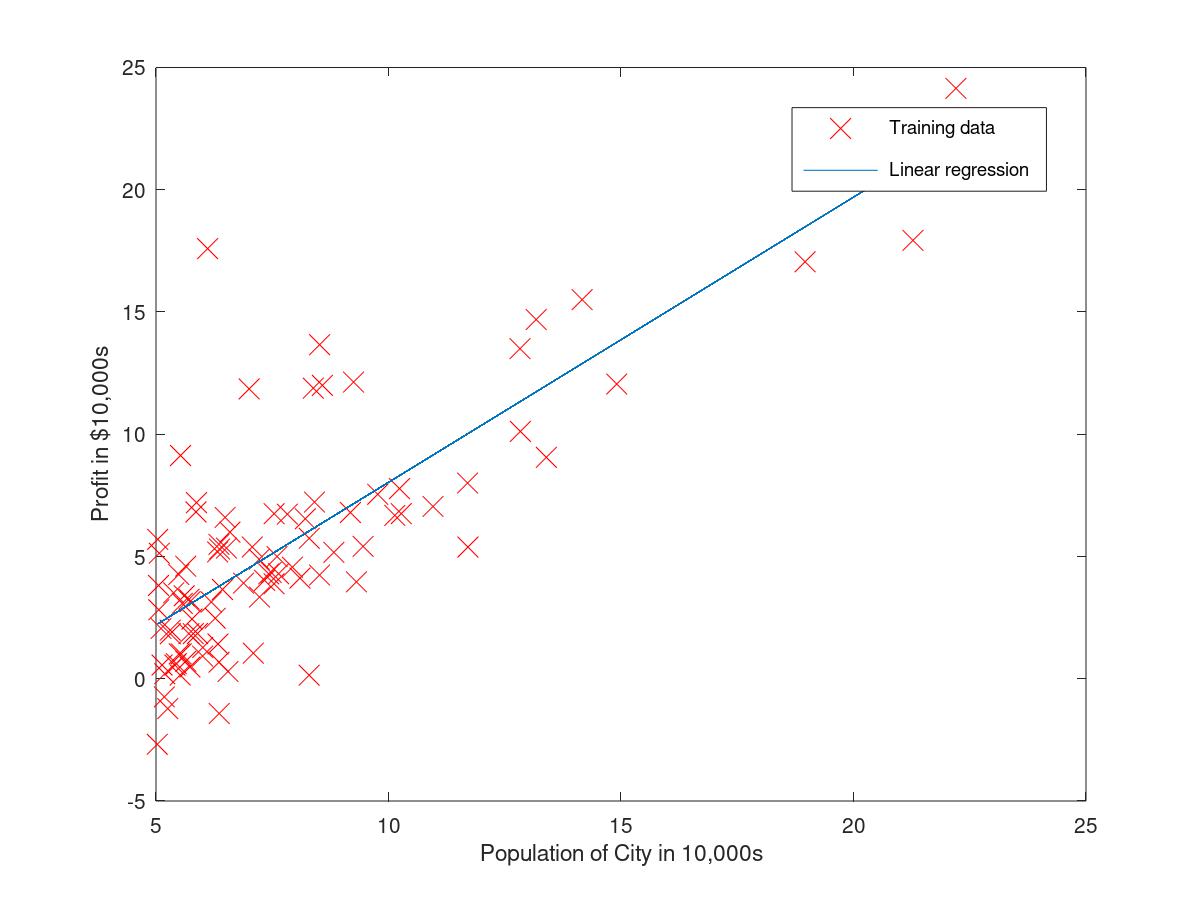 25
20
15
10
5
0
-5
5 10 15 20 25
Profit in $10,000s
Population of City in 10,000s
Training data
Linear regression